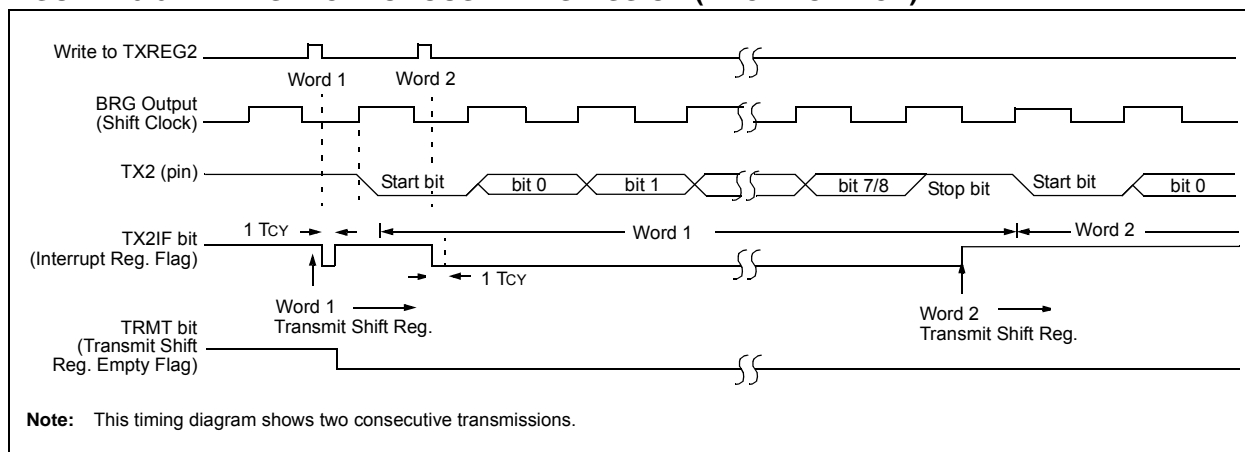 Write to TXREG2
Word 1 Word 2
BRG Output
(Shift Clock)
TX2 (pin)
Start bit bit 0 bit 1 bit 7/8 Stop bit Start bit bit 0
1 TCY Word 1 Word 2
TX2IF bit
(Interrupt Reg. Flag)
1 TCY
Word 1
Transmit Shift Reg.
Word 2
Transmit Shift Reg.
TRMT bit
(Transmit Shift
Reg. Empty Flag)
Note: This timing diagram shows two consecutive transmissions.